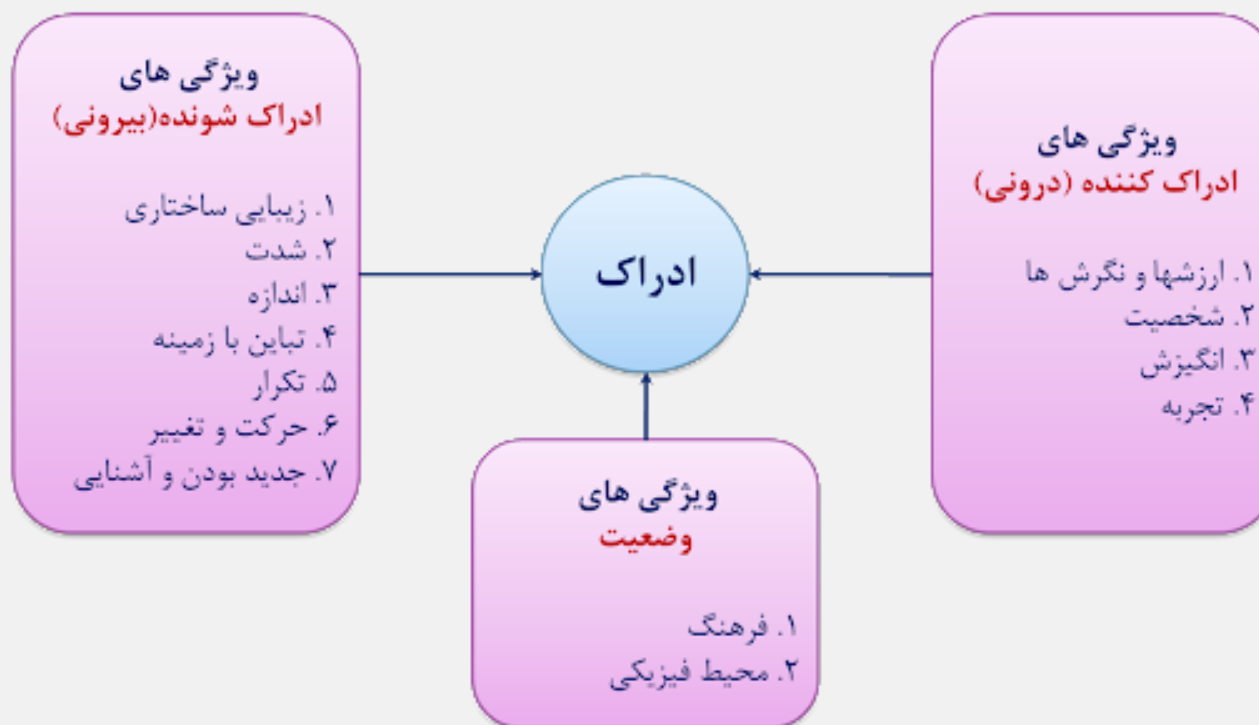 ویژگی های
ادراک کننده (درونی)
۱. ارزشها و نگرش ها
۲. شخصیت
۳. انگیزش
۴. تجربه
ادراک
ویژگی های
ادراک شونده(بیرونی)
۱. زیبایی ساختاری
۲. شدت
۳. اندازه
۴. تباین با زمینه
۵. تکرار
۶. حرکت و تغییر
۷. جدید بودن و آشنایی
ویژگی های
وضعیت
۱. فرهنگ
۲. محیط فیزیکی